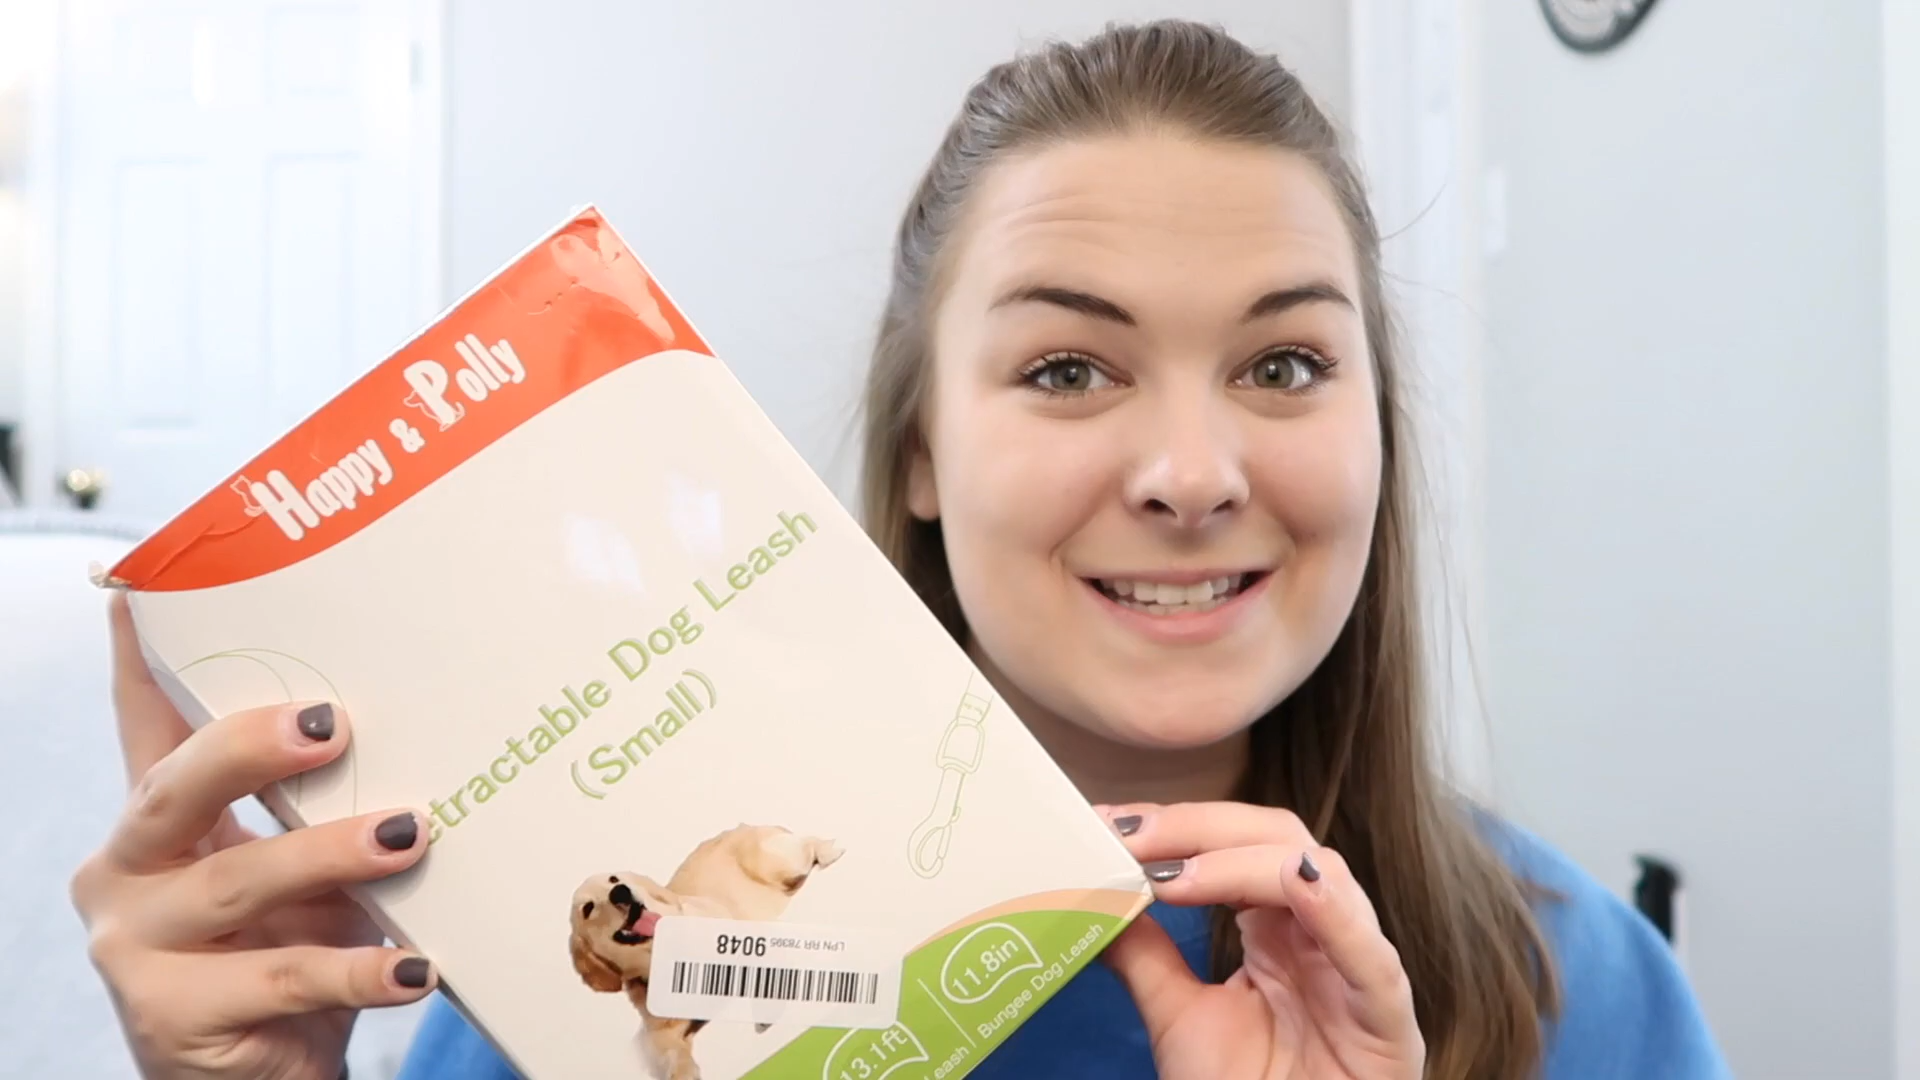 Happy & Polly
etractable Dog Leash
(Small)
LPN RR 78395
9048
11.8in
Bungee Dog Leash
13.1ft
Leash